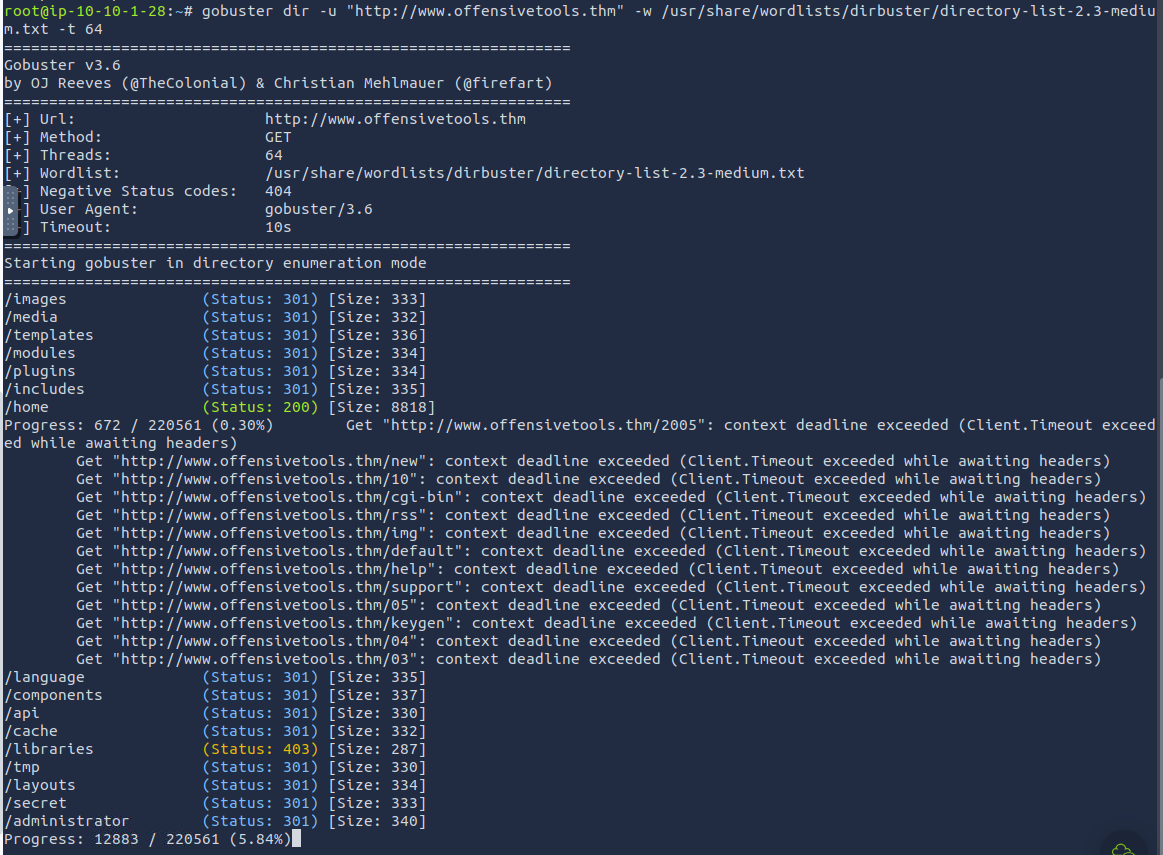 root@ip-10-10-1-28:~# gobuster dir -u "http://www.offensivetools.thm" -w /usr/share/wordlists/dirbuster/directory-list-2.3-mediu
m.txt -t 64
===============================================================
Gobuster v3.6
by OJ Reeves (@TheColonial) & Christian Mehlmauer (@firefart)
===============================================================
[+] Url:                     http://www.offensivetools.thm
[+] Method:                  GET
[+] Threads:                 64
[+] Wordlist:                /usr/share/wordlists/dirbuster/directory-list-2.3-medium.txt
] Negative Status codes:   404
] User Agent:              gobuster/3.6
] Timeout:                 10s
===============================================================
Starting gobuster in directory enumeration mode
===============================================================
/images               (Status: 301) [Size: 333]
/media                (Status: 301) [Size: 332]
/templates            (Status: 301) [Size: 336]
/modules              (Status: 301) [Size: 334]
/plugins              (Status: 301) [Size: 334]
/includes             (Status: 301) [Size: 335]
/home                 (Status: 200) [Size: 8818]
Progress: 672 / 220561 (0.30%)        Get "http://www.offensivetools.thm/2005": context deadline exceeded (Client.Timeout exceed
ed while awaiting headers)
Get "http://www.offensivetools.thm/new": context deadline exceeded (Client.Timeout exceeded while awaiting headers)
Get "http://www.offensivetools.thm/10": context deadline exceeded (Client.Timeout exceeded while awaiting headers)
Get "http://www.offensivetools.thm/cgi-bin": context deadline exceeded (Client.Timeout exceeded while awaiting headers)
Get "http://www.offensivetools.thm/rss": context deadline exceeded (Client.Timeout exceeded while awaiting headers)
Get "http://www.offensivetools.thm/img": context deadline exceeded (Client.Timeout exceeded while awaiting headers)
Get "http://www.offensivetools.thm/default": context deadline exceeded (Client.Timeout exceeded while awaiting headers)
Get "http://www.offensivetools.thm/help": context deadline exceeded (Client.Timeout exceeded while awaiting headers)
Get "http://www.offensivetools.thm/support": context deadline exceeded (Client.Timeout exceeded while awaiting headers)
Get "http://www.offensivetools.thm/05": context deadline exceeded (Client.Timeout exceeded while awaiting headers)
Get "http://www.offensivetools.thm/keygen": context deadline exceeded (Client.Timeout exceeded while awaiting headers)
Get "http://www.offensivetools.thm/04": context deadline exceeded (Client.Timeout exceeded while awaiting headers)
Get "http://www.offensivetools.thm/03": context deadline exceeded (Client.Timeout exceeded while awaiting headers)
/language             (Status: 301) [Size: 335]
/components           (Status: 301) [Size: 337]
/api                  (Status: 301) [Size: 330]
/cache                (Status: 301) [Size: 332]
/libraries            (Status: 403) [Size: 287]
/tmp                  (Status: 301) [Size: 330]
/layouts              (Status: 301) [Size: 334]
/secret               (Status: 301) [Size: 333]
/administrator        (Status: 301) [Size: 340]
Progress: 12883 / 220561 (5.84%)